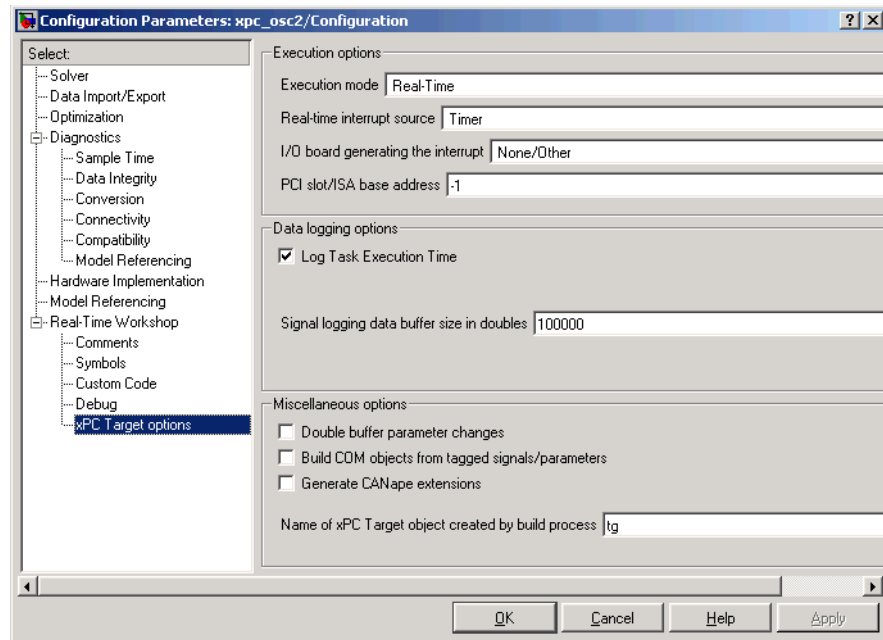 Configuration Parameters: xpc_osc2/Configuration
Select:
Solver
Data Import/Export
Optimization
Diagnostics
Sample Time
Data Integrity
Conversion
Connectivity
Compatibility
Model Referencing
Hardware Implementation
Model Referencing
Real-Time Workshop
Comments
Symbols
Custom Code
Debug
xPC Target options
Execution options
Execution mode Real-Time
Real-time interrupt source Timer
I/O board generating the interrupt None/Other
PCI slot/ISA base address -1
Data logging options
Log Task Execution Time
Signal logging data buffer size in doubles 100000
Miscellaneous options
Double buffer parameter changes
Build COM objects from tagged signals/parameters
Generate CANape extensions
Name of xPC Target object created by build process tg
OK Cancel Help Apply